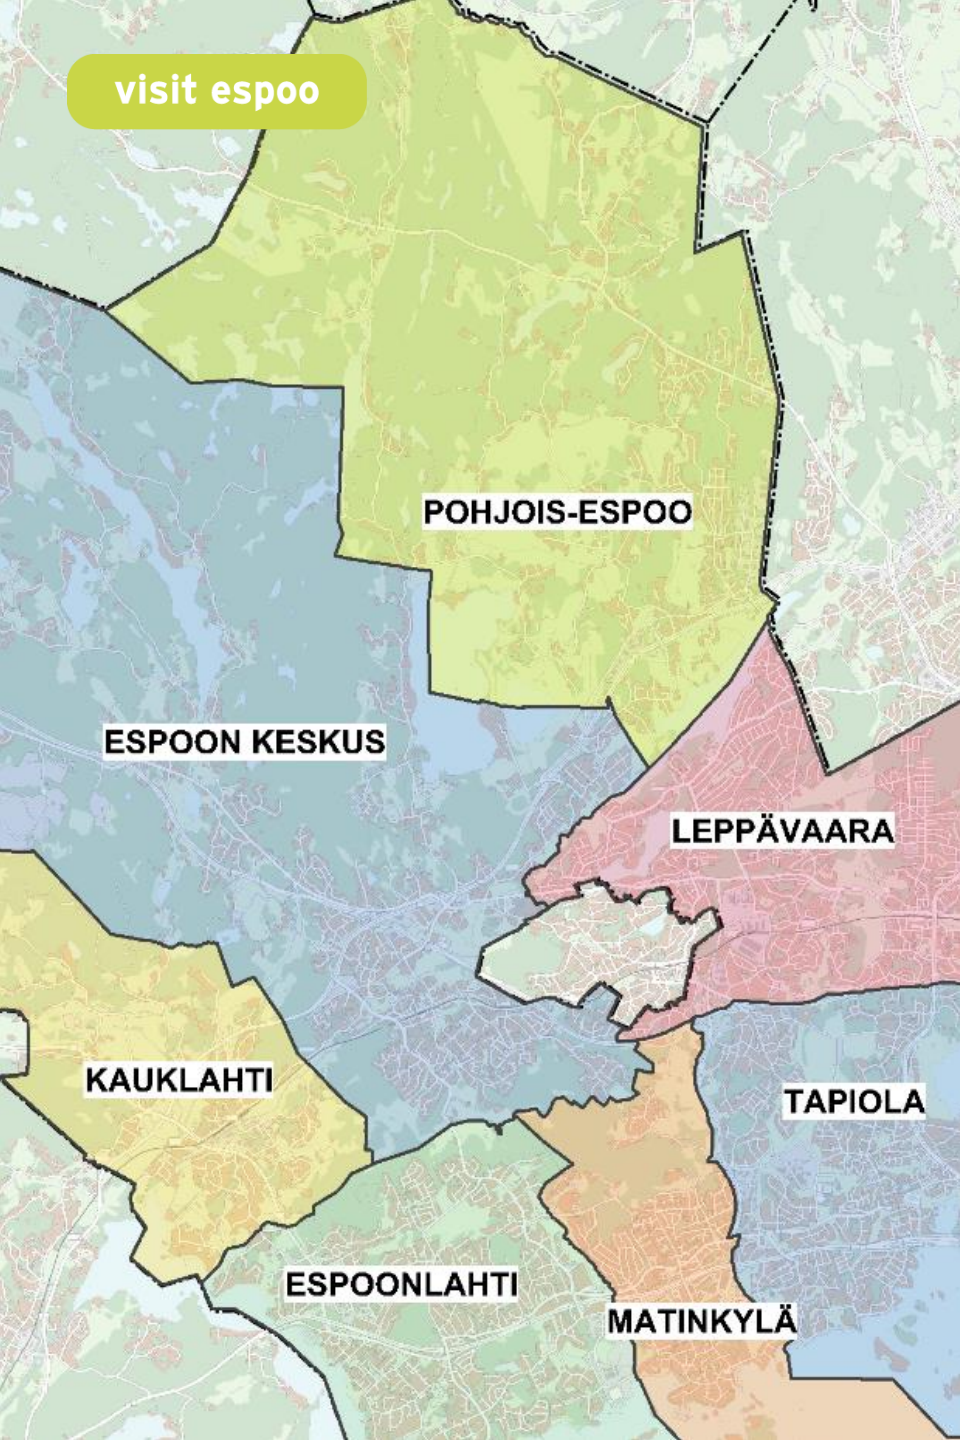 visit espoo
POHJOIS-ESPOO
ESPOON KESKUS
LEPPÄVAARA
KAUKLAHTI
TAPIOLA
ESPOONLAHTI
MATINKYLÄ